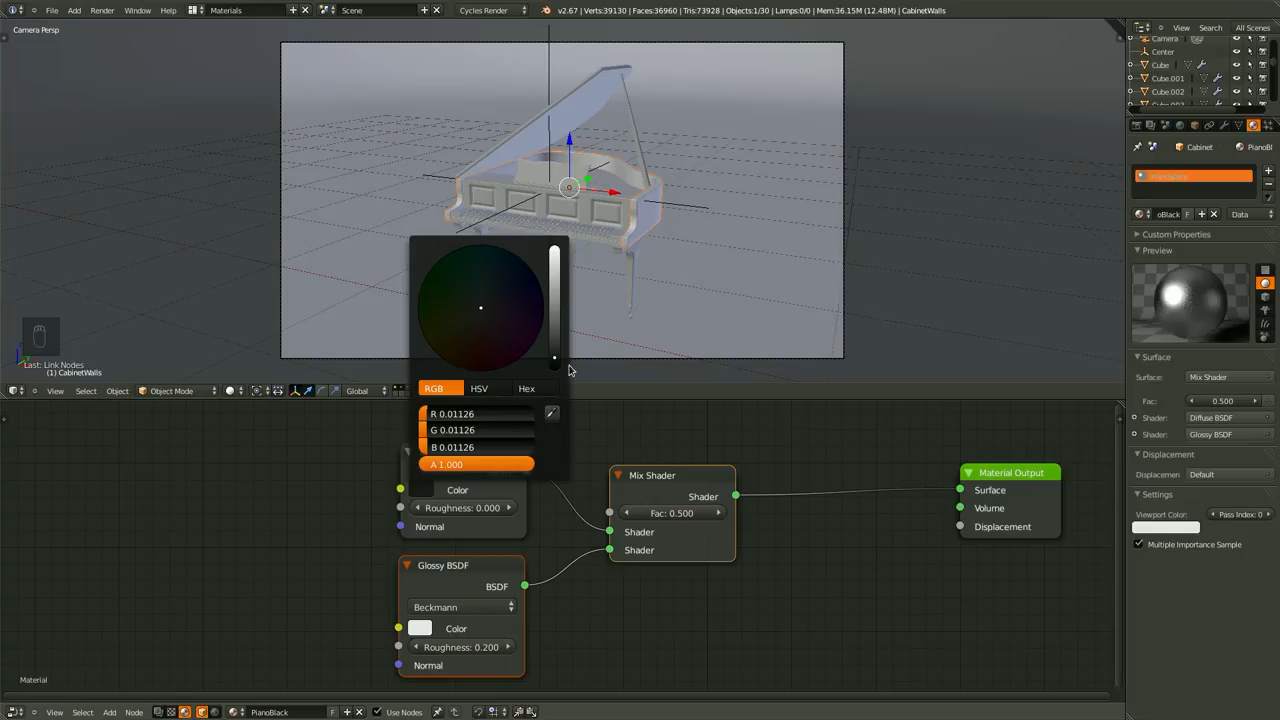 File Add Render Window Help Materials Scene Cycles Render v2.67 | Verts:39130 | Faces:36960 | Tris:73928 | Objects:1/30 | Lamps:0/0 | Mem:36.15M (12.48M) | CabinetWalls
Camera Persp
View Search All Scenes
Camera
Center
Cube
Cube.001
Cube.002
Cabinet PianoBl
oBlack F Data
Custom Properties
Preview
Surface
Surface: Mix Shader
Fac: 0.500
Shader: Diffuse BSDF
Shader: Glossy BSDF
Displacement
Displacemen Default
Settings
Viewport Color: Pass Index: 0
Multiple Importance Sample
Last: Link Nodes
CabinetWalls
View Select Object Object Mode Global
RGB HSV Hex
R 0.01126
G 0.01126
B 0.01126
A 1.000
Color
Roughness: 0.000
Normal
Glossy BSDF
BSDF
Beckmann
Color
Roughness: 0.200
Normal
Mix Shader
Shader
Fac: 0.500
Shader
Shader
Material Output
Surface
Volume
Displacement
Material
View Select Add Node PianoBlack F Use Nodes